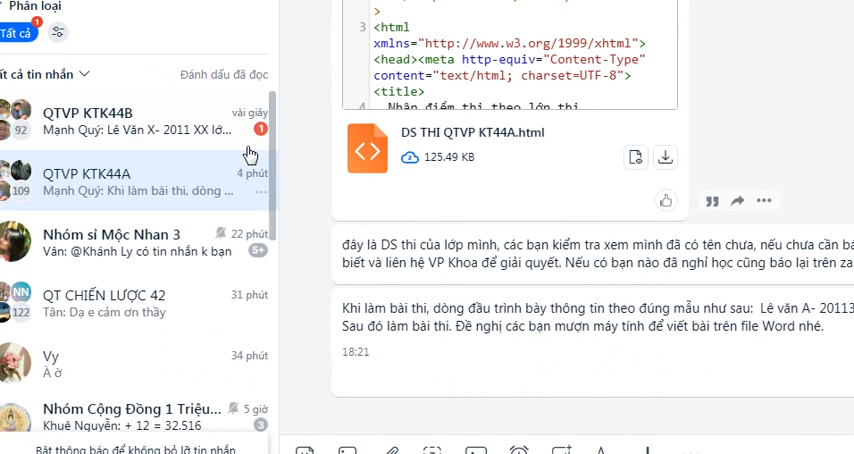 Phân loại
Tất cả
1
ất cả tin nhắn
Đánh dấu đã đọc
QTVP KTK44B
vài giây
92
Mạnh Quý: Lê Văn X- 2011 XX lớ...
1
QTVP KTK44A
4 phút
109
Mạnh Quý: Khi làm bài thi, dòng ...
Nhóm sỉ Mộc Nhan 3
22 phút
Vân: @Khánh Ly có tin nhắn k bạn
5+
NN
QT CHIẾN LƯỢC 42
31 phút
122
Tân: Dạ e cảm ơn thầy
Vy
34 phút
À ờ
Nhóm Cộng Đồng 1 Triệu...
5 giờ
Khuê Nguyễn: + 12 = 32.516
3
Bật thông báo để không bỏ lỡ tin nhắn
>
3 <html
xmlns="http://www.w3.org/1999/xhtml">
<head><meta http-equiv="Content-Type"
content="text/html; charset=UTF-8">
<title>
4 Nhập điểm thi theo lớp thi
DS THI QTVP KT44A.html
125.49 KB
đây là DS thi của lớp mình, các bạn kiểm tra xem mình đã có tên chưa, nếu chưa cần bá
biết và liên hệ VP Khoa để giải quyết. Nếu có bạn nào đã nghỉ học cũng báo lại trên za
Khi làm bài thi, dòng đầu trình bày thông tin theo đúng mẫu như sau: Lê văn A- 20113
Sau đó làm bài thi. Đề nghị các bạn mượn máy tính để viết bài trên file Word nhé.
18:21